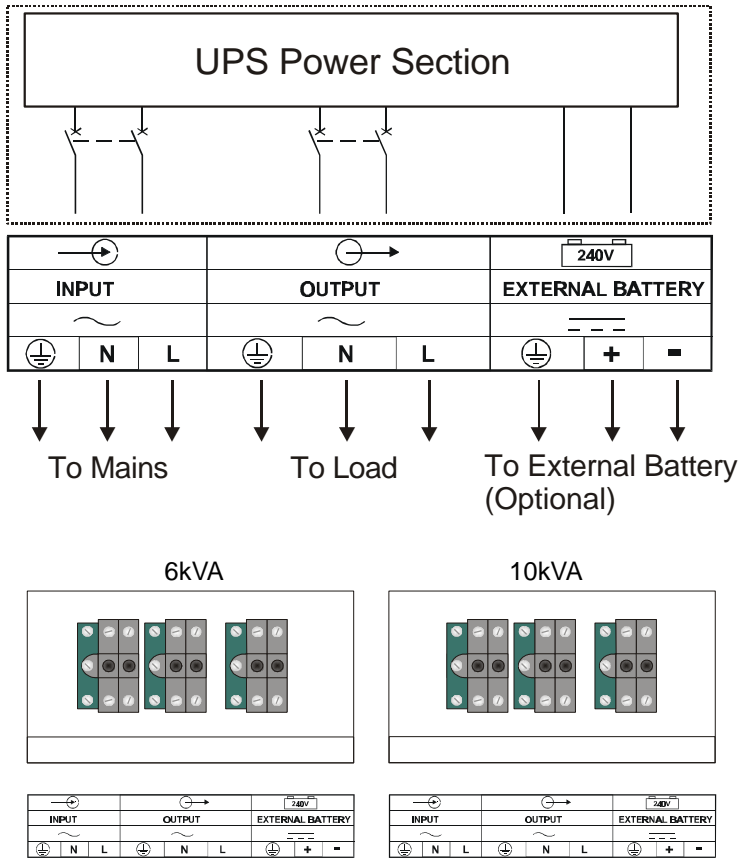 UPS Power Section
240V
INPUT OUTPUT EXTERNAL BATTERY
N L N L + -
To Mains To Load To External Battery
(Optional)
6kVA 10kVA
240V 240V
INPUT OUTPUT EXTERNAL BATTERY INPUT OUTPUT EXTERNAL BATTERY
N L N L + - N L N L + -